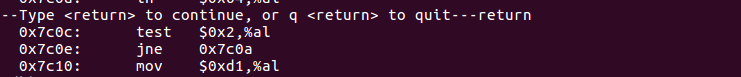 --Type <return> to continue, or q <return> to quit---return
0x7c0c: test $0x2,%al
0x7c0e: jne 0x7c0a
0x7c10: mov $0xd1,%al